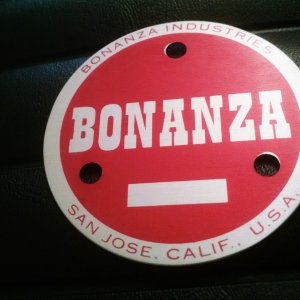 BONANZA INDUSTRIES
BONANZA
SAN JOSE, CALIF., U.S.A.